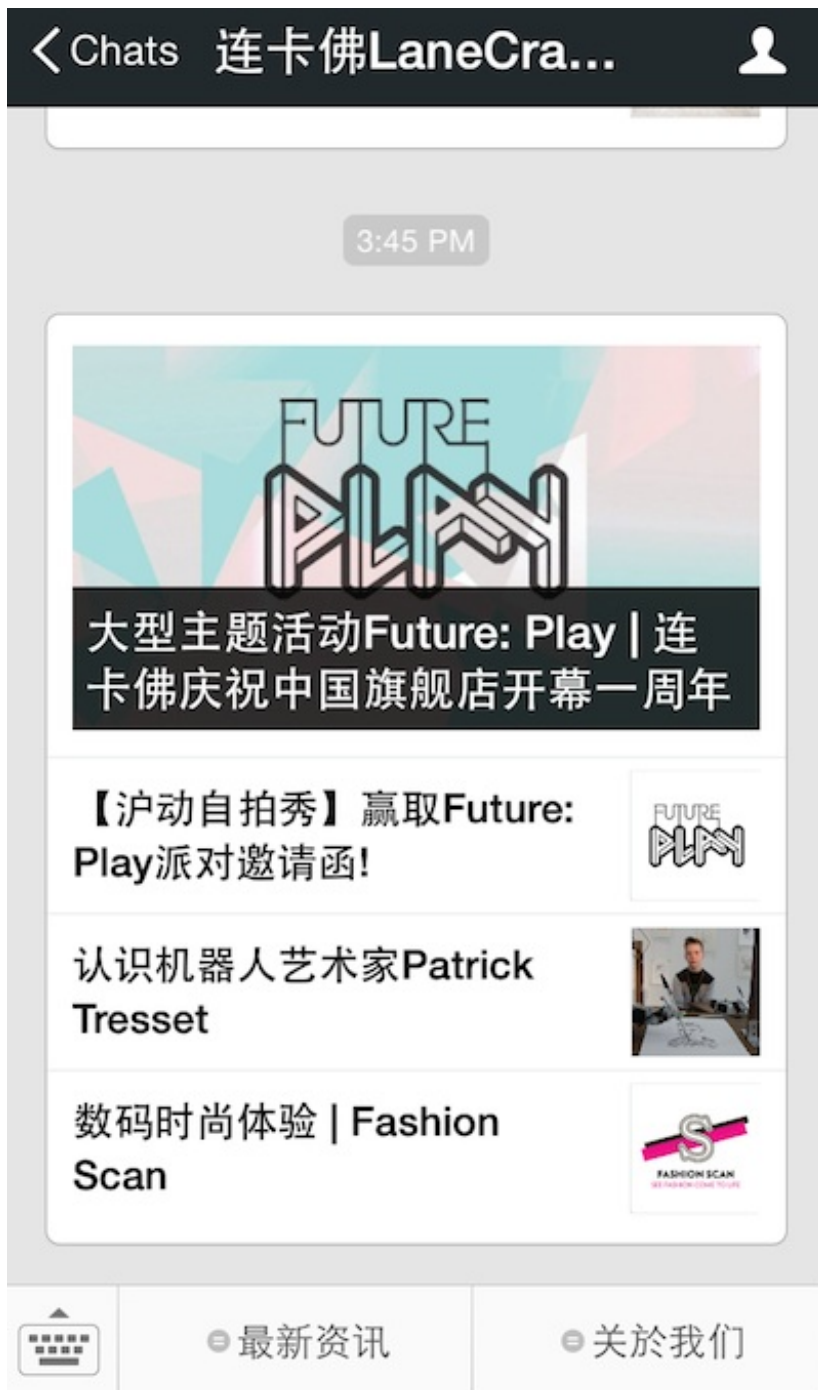 Chats 连卡佛LaneCra...
3:45 PM
FUTURE
PLAY
大型主题活动Future: Play | 连
卡佛庆祝中国旗舰店开幕一周年
【沪动自拍秀】赢取Future:
Play派对邀请函!
FUTURE
PLAY
认识机器人艺术家Patrick
Tresset
数码时尚体验 | Fashion
Scan
S
FASHION SCAN
SEE FASHION COME TO LIFE
最新资讯 关於我们